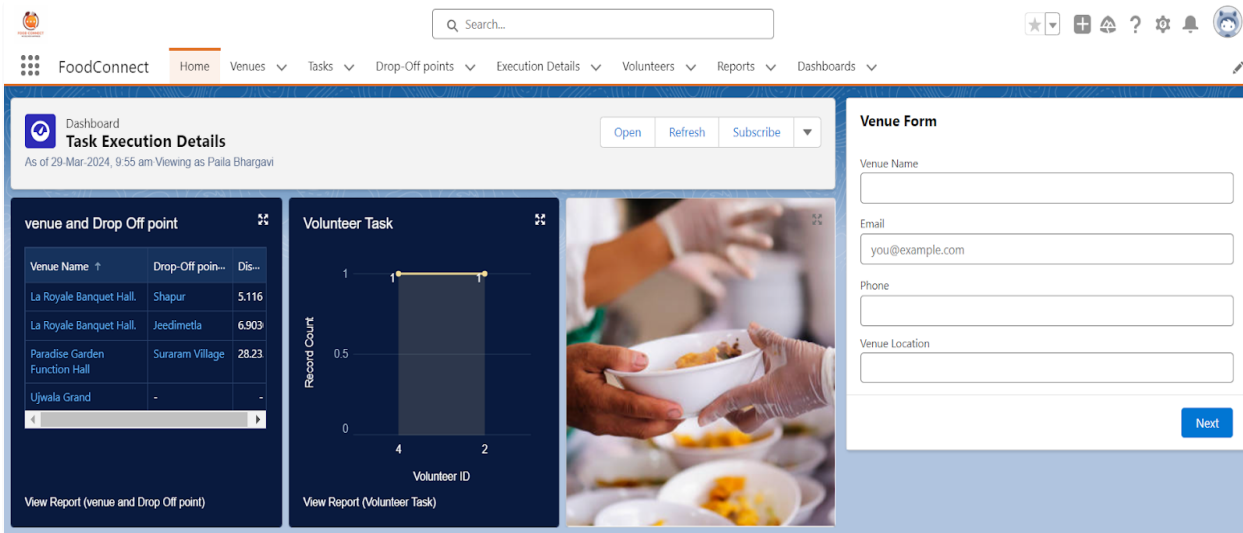 FOOD CONNECT
Search...
FoodConnect
Home
Venues
Tasks
Drop-Off points
Execution Details
Volunteers
Reports
Dashboards
Dashboard
Task Execution Details
As of 29-Mar-2024, 9:55 am Viewing as Paila Bhargavi
Open
Refresh
Subscribe
venue and Drop Off point
Venue Name ↑ Drop-Off poin... Dis...
La Royale Banquet Hall. Shapur 5.116
La Royale Banquet Hall. Jeedimetla 6.903
Paradise Garden Suraram Village 28.23
Function Hall
Ujwala Grand - -
View Report (venue and Drop Off point)
Volunteer Task
Record Count
1
0.5
0
1
1
4
2
Volunteer ID
View Report (Volunteer Task)
Venue Form
Venue Name
Email
you@example.com
Phone
Venue Location
Next